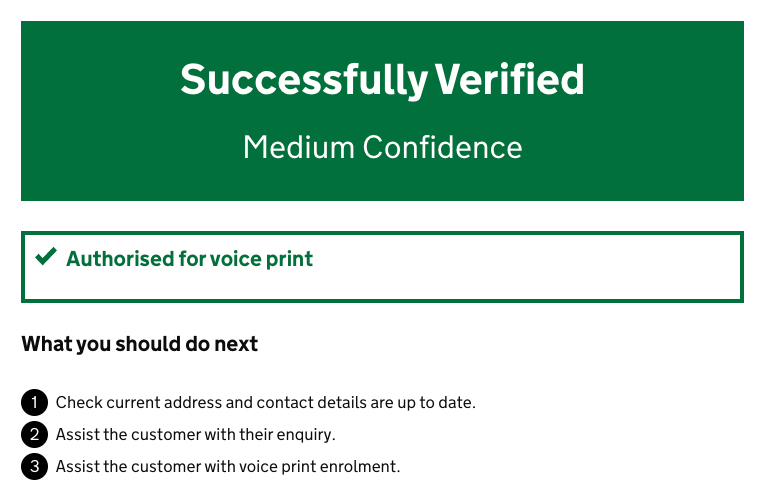 Successfully Verified
Medium Confidence
Authorised for voice print
What you should do next
1 Check current address and contact details are up to date.
2 Assist the customer with their enquiry.
3 Assist the customer with voice print enrolment.